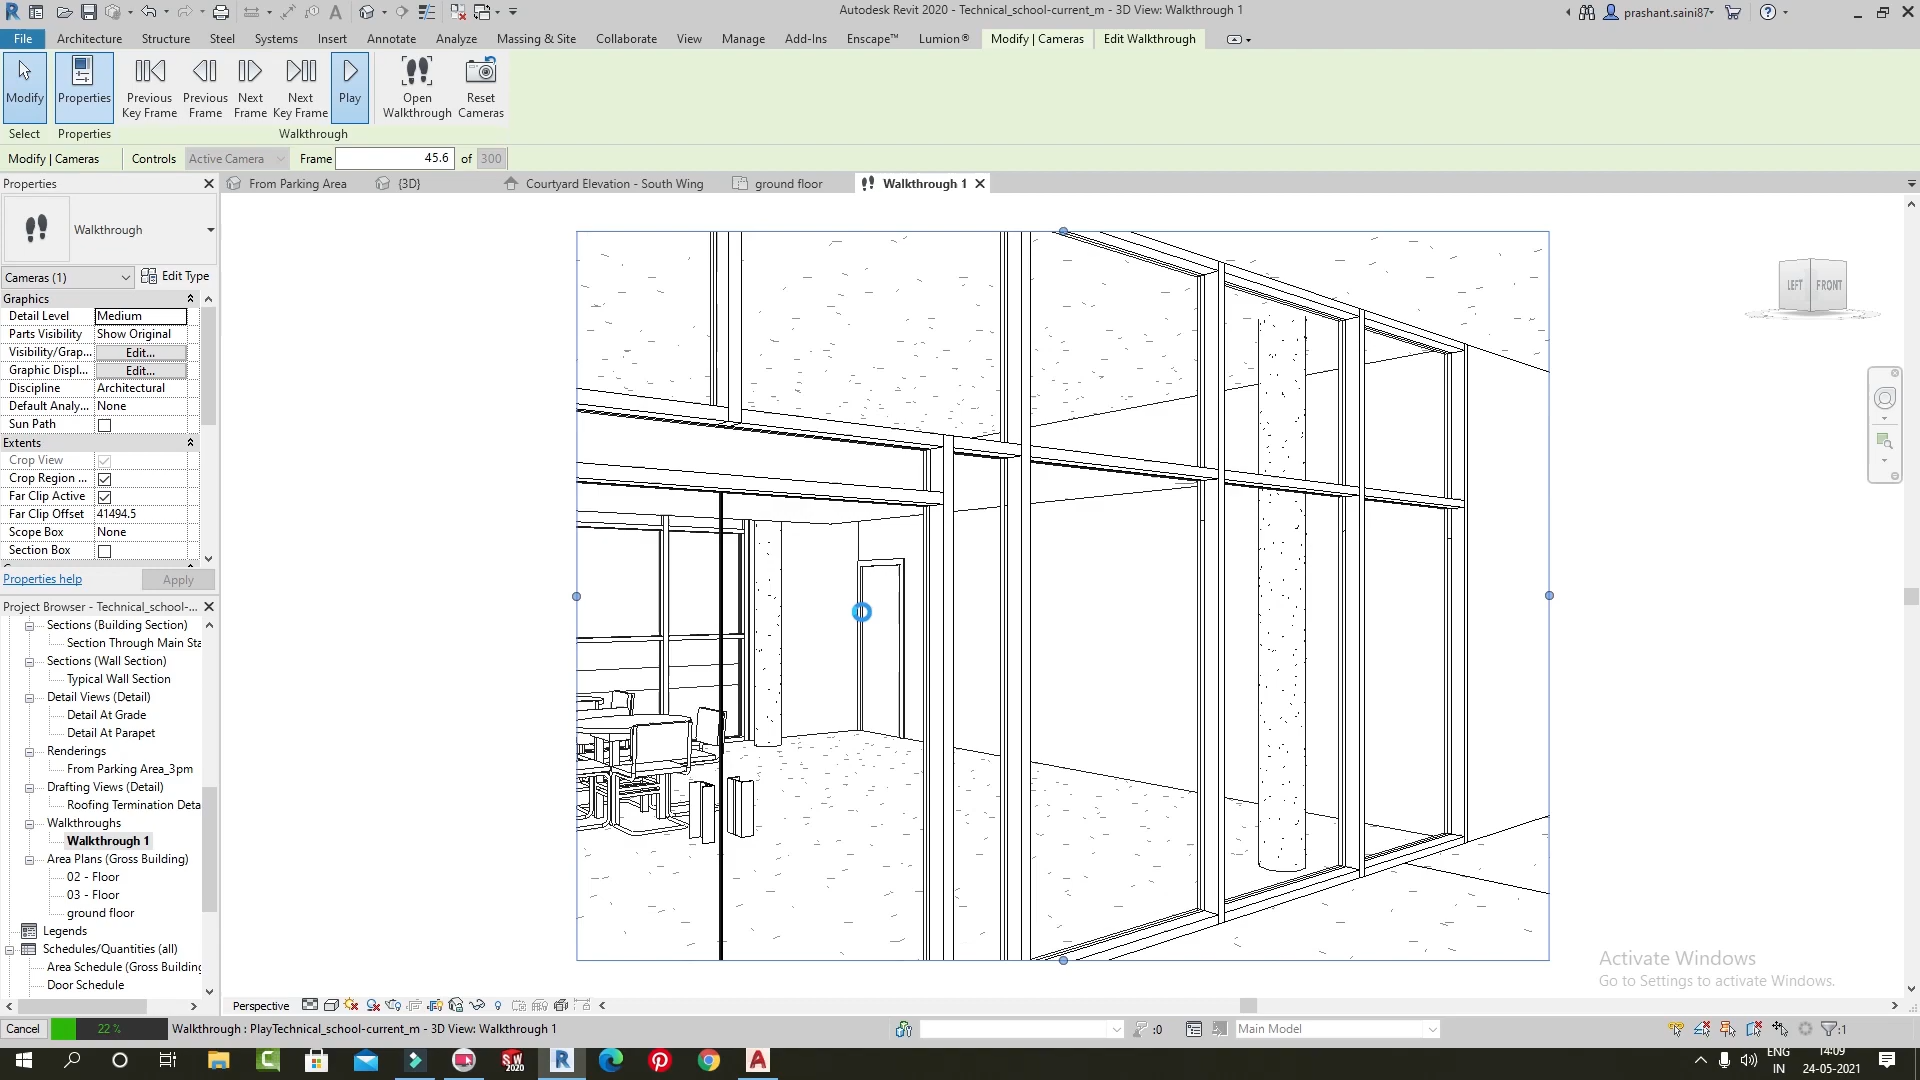 Autodesk Revit 2020 - Technical_school-current_m - 3D View: Walkthrough 1
prashant.saini87
File Architecture Structure Steel Systems Insert Annotate Analyze Massing & Site Collaborate View Manage Add-Ins Enscape™ Lumion® Modify | Cameras Edit Walkthrough
Modify
Properties
Previous Key Frame
Previous Frame
Next Frame
Next Key Frame
Play
Open Walkthrough
Reset Cameras
Select Properties Walkthrough
Modify | Cameras Controls Active Camera Frame 45.6 of 300
Properties
From Parking Area {3D} Courtyard Elevation - South Wing ground floor Walkthrough 1
Walkthrough
Cameras (1) Edit Type
Graphics
Detail Level Medium
Parts Visibility Show Original
Visibility/Grap... Edit...
Graphic Displ... Edit...
Discipline Architectural
Default Analy... None
Sun Path
Extents
Crop View
Crop Region ...
Far Clip Active
Far Clip Offset 41494.5
Scope Box None
Section Box
Properties help Apply
Project Browser - Technical_school-...
Sections (Building Section)
Section Through Main Sta
Sections (Wall Section)
Typical Wall Section
Detail Views (Detail)
Detail At Grade
Detail At Parapet
Renderings
From Parking Area_3pm
Drafting Views (Detail)
Roofing Termination Deta
Walkthroughs
Walkthrough 1
Area Plans (Gross Building)
02 - Floor
03 - Floor
ground floor
Legends
Schedules/Quantities (all)
Area Schedule (Gross Building
Door Schedule
LEFT FRONT
Activate Windows
Go to Settings to activate Windows.
Perspective
Cancel 22 % Walkthrough : PlayTechnical_school-current_m - 3D View: Walkthrough 1 :0 Main Model :1
SW 2020
ENG IN
14:09
24-05-2021